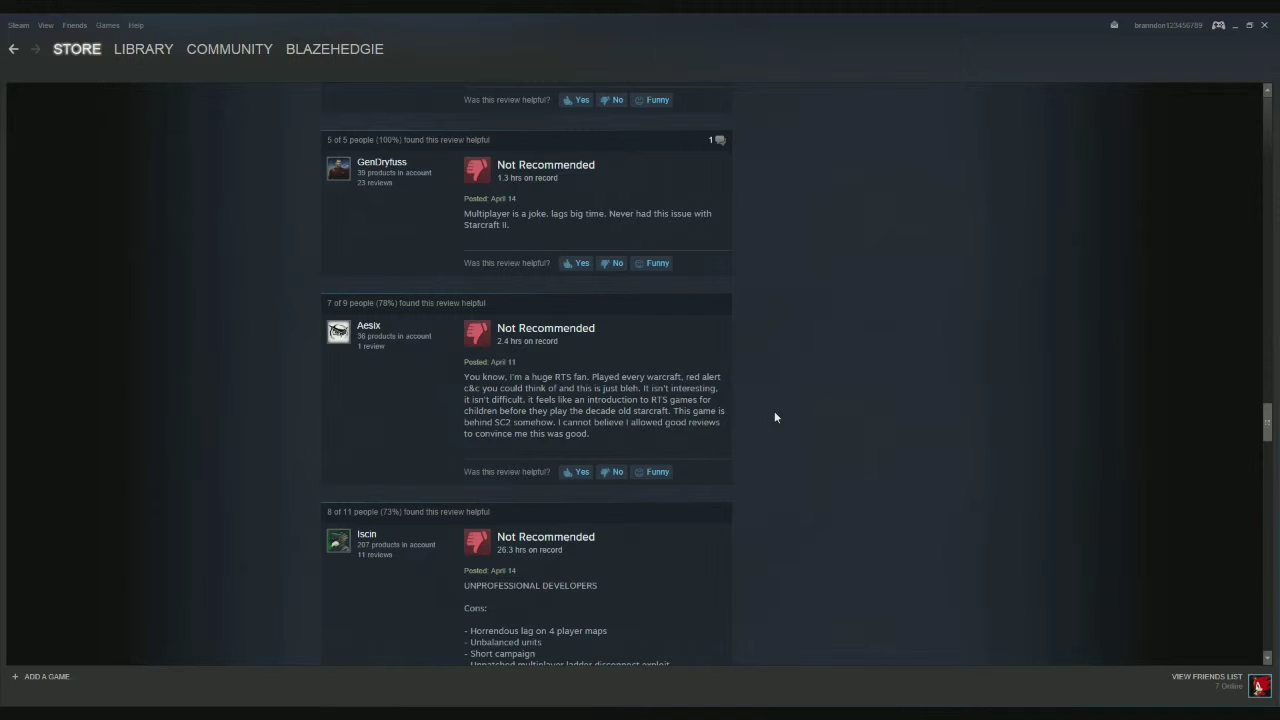 Steam View Friends Games Help
branndon123456789
STORE LIBRARY COMMUNITY BLAZEHEDGIE
Was this review helpful? Yes No Funny
5 of 5 people (100%) found this review helpful
1
GenDryfuss
39 products in account
23 reviews
Not Recommended
1.3 hrs on record
Posted: April 14
Multiplayer is a joke. lags big time. Never had this issue with
Starcraft II.
Was this review helpful? Yes No Funny
7 of 9 people (78%) found this review helpful
Aesix
36 products in account
1 review
Not Recommended
2.4 hrs on record
Posted: April 11
You know, I'm a huge RTS fan. Played every warcraft, red alert
c&c you could think of and this is just bleh. It isn't interesting,
it isn't difficult, it feels like an introduction to RTS games for
children before they play the decade old starcraft. This game is
behind SC2 somehow. I cannot believe I allowed good reviews
to convince me this was good.
Was this review helpful? Yes No Funny
8 of 11 people (73%) found this review helpful
Iscin
207 products in account
11 reviews
Not Recommended
26.3 hrs on record
Posted: April 14
UNPROFESSIONAL DEVELOPERS
Cons:
- Horrendous lag on 4 player maps
- Unbalanced units
- Short campaign
- Unpatched multiplayer ladder disconnect exploit
+ ADD A GAME
VIEW FRIENDS LIST
7 Online